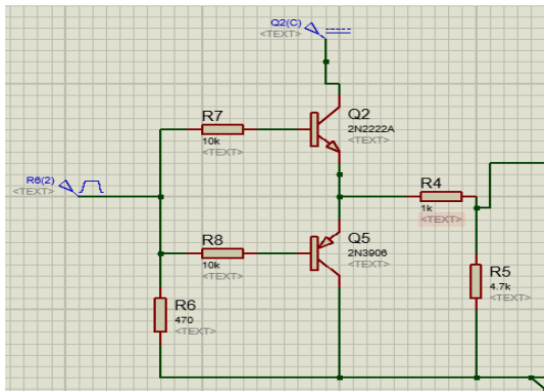 Q2(C)
<TEXT>
R7
10k
<TEXT>
Q2
2N2222A
<TEXT>
R6(2)
<TEXT>
R4
1k
<TEXT>
R8
10k
<TEXT>
Q5
2N3906
<TEXT>
R5
4.7k
<TEXT>
R6
470
<TEXT>